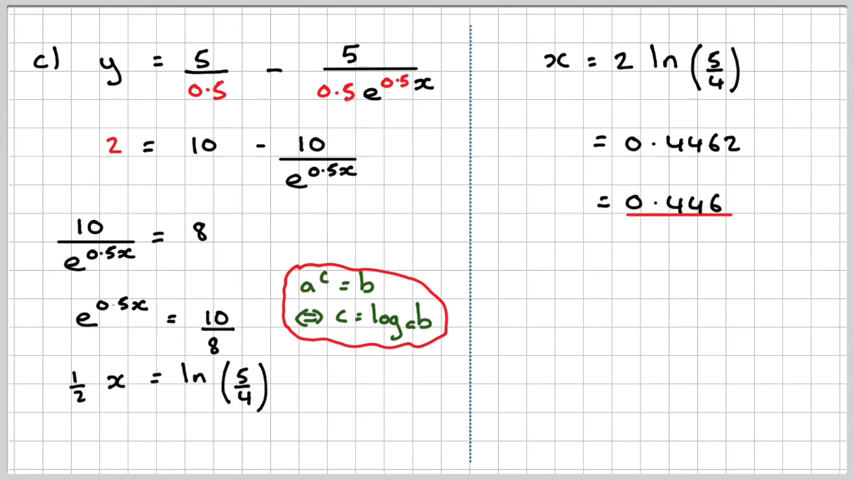 c) y = 5/0.5 - 5/0.5e^0.5x
2 = 10 - 10/e^0.5x
10/e^0.5x = 8
e^0.5x = 10/8
1/2 x = ln (5/4)
a^c = b
⇔ c = log_a b
x = 2 ln (5/4)
= 0.4462
= 0.446